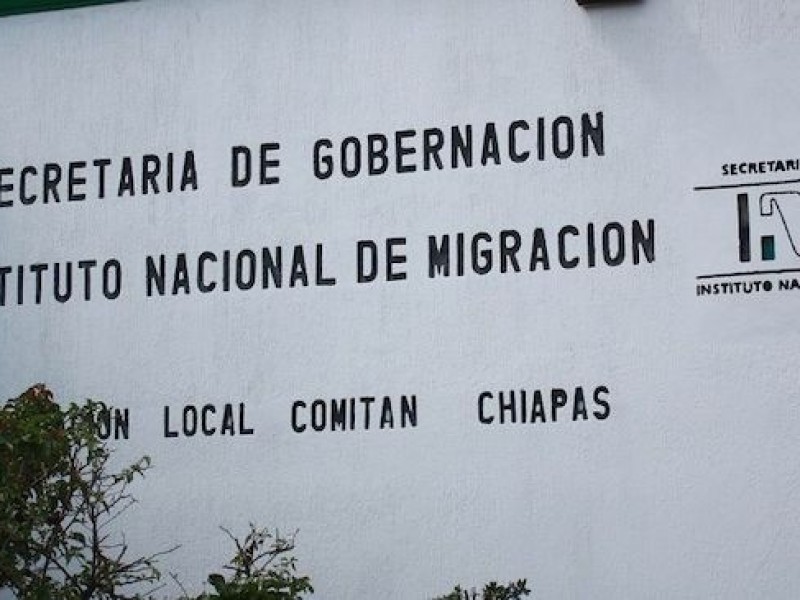 ECRETARIA DE GOBERNACION
TITUTO NACIONAL DE MIGRACION
ON LOCAL COMITAN CHIAPAS
SECRETARI
INSTITUTO NA